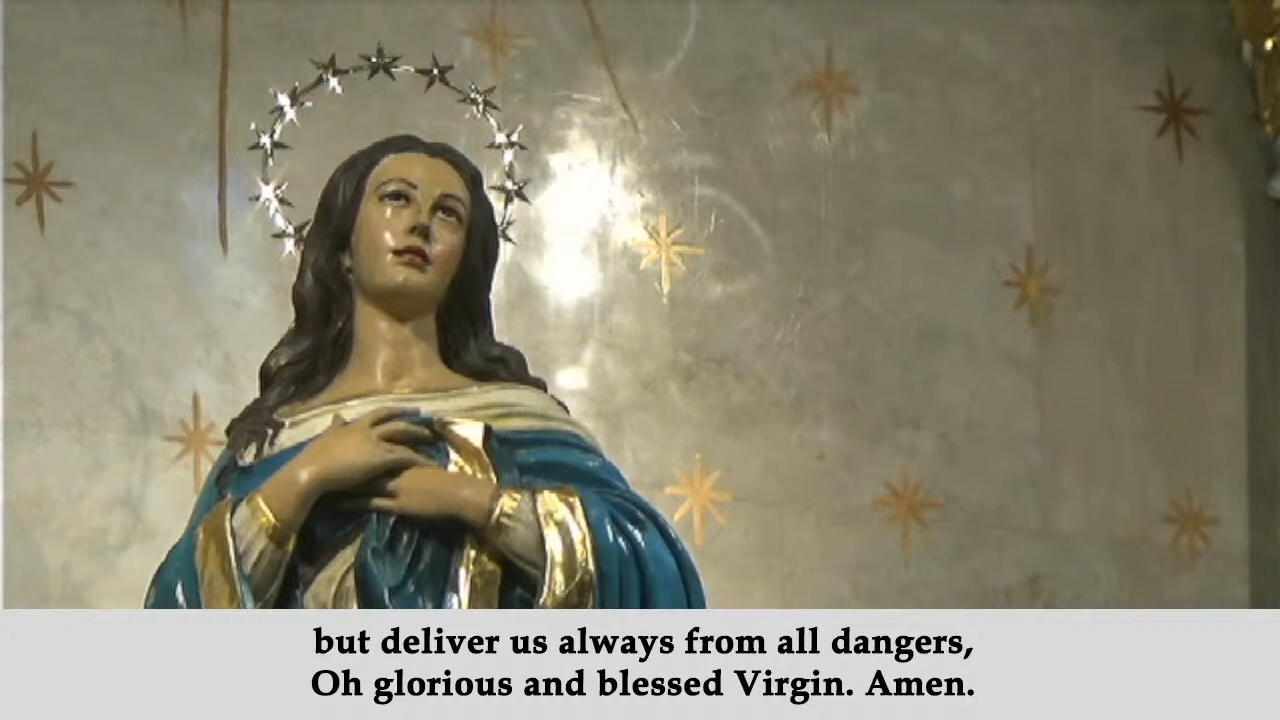 but deliver us always from all dangers,
Oh glorious and blessed Virgin. Amen.